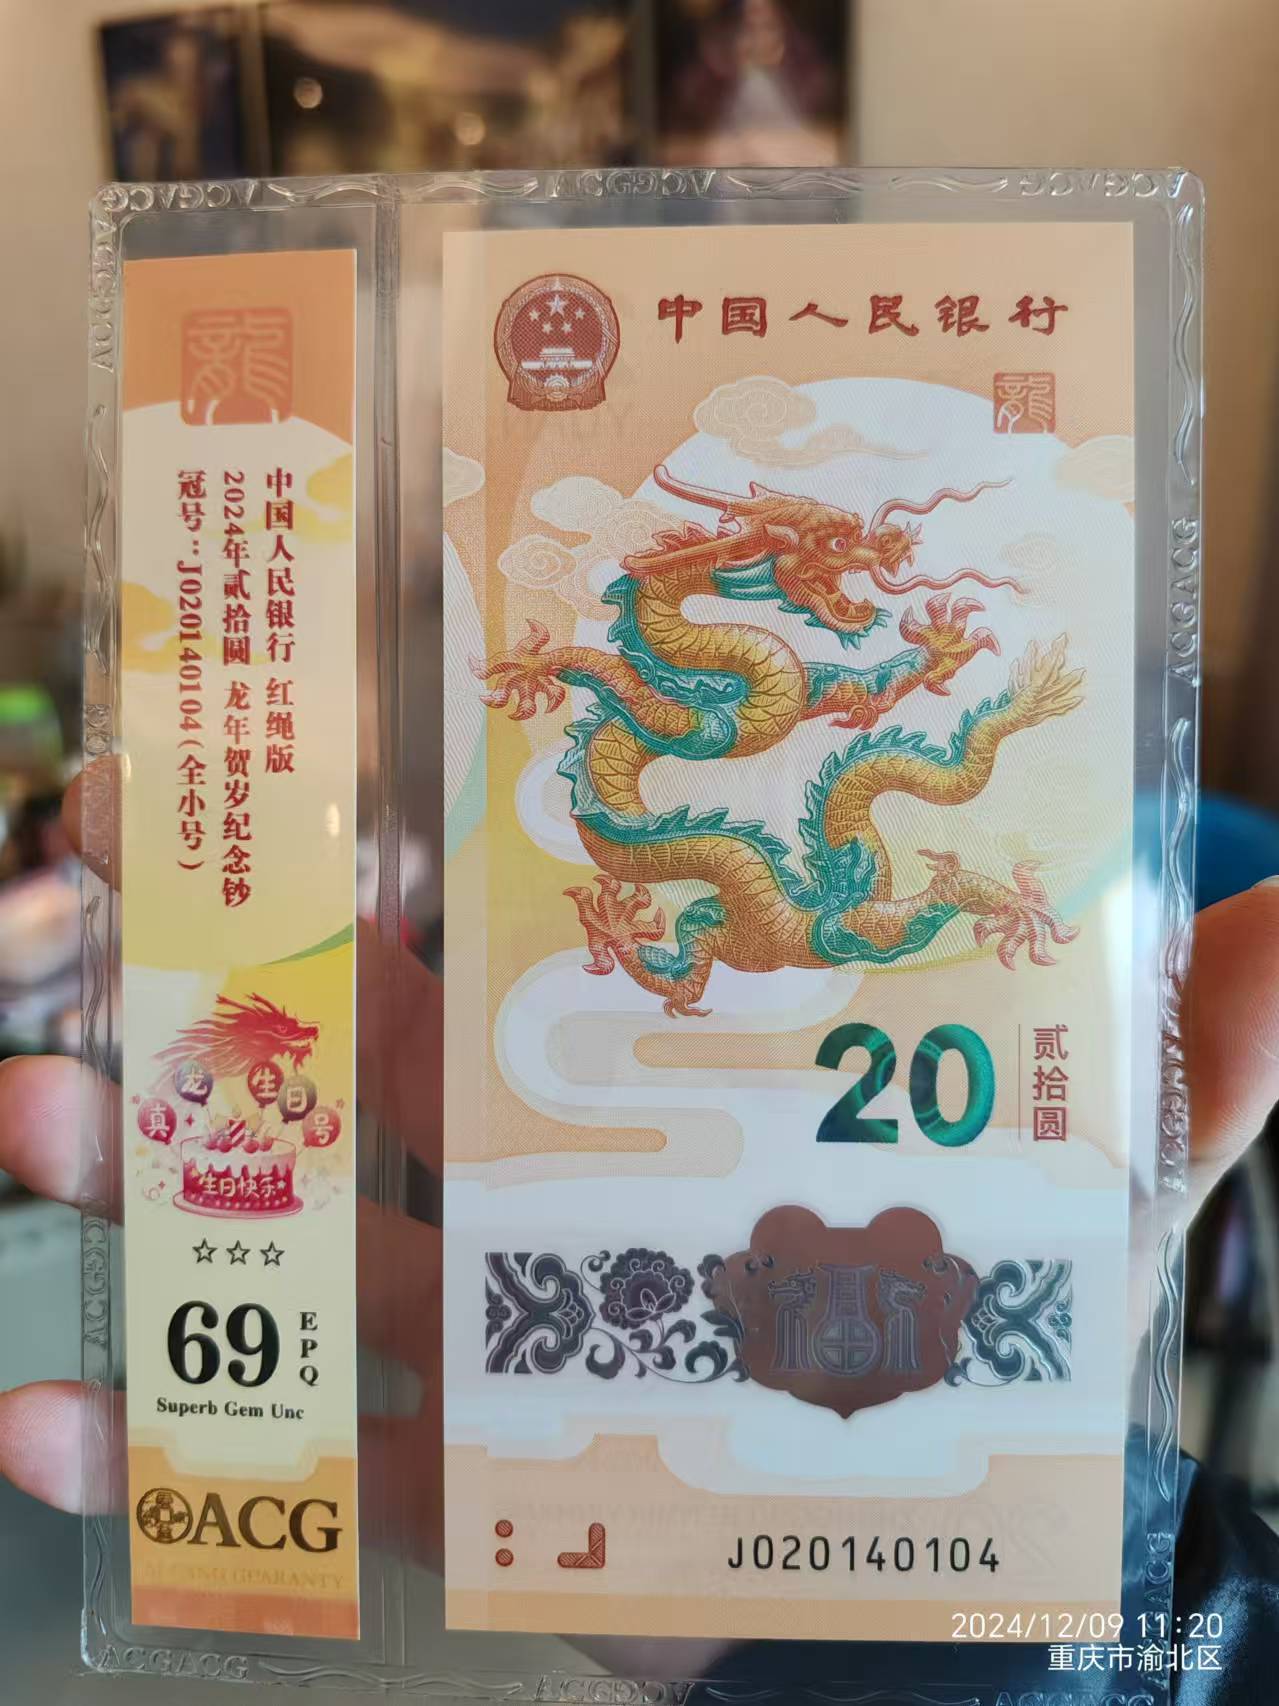 中国人民银行 红绳版
2024年贰拾圆 龙年贺岁纪念钞
冠号：J020140104(全小号)
龍
真
龙
生
日
号
生日快乐
☆☆☆
69
EPQ
Superb Gem Unc
ACG
中国人民银行
龍
20
贰拾圆
J020140104
ACGACG
2024/12/09 11:20
重庆市渝北区